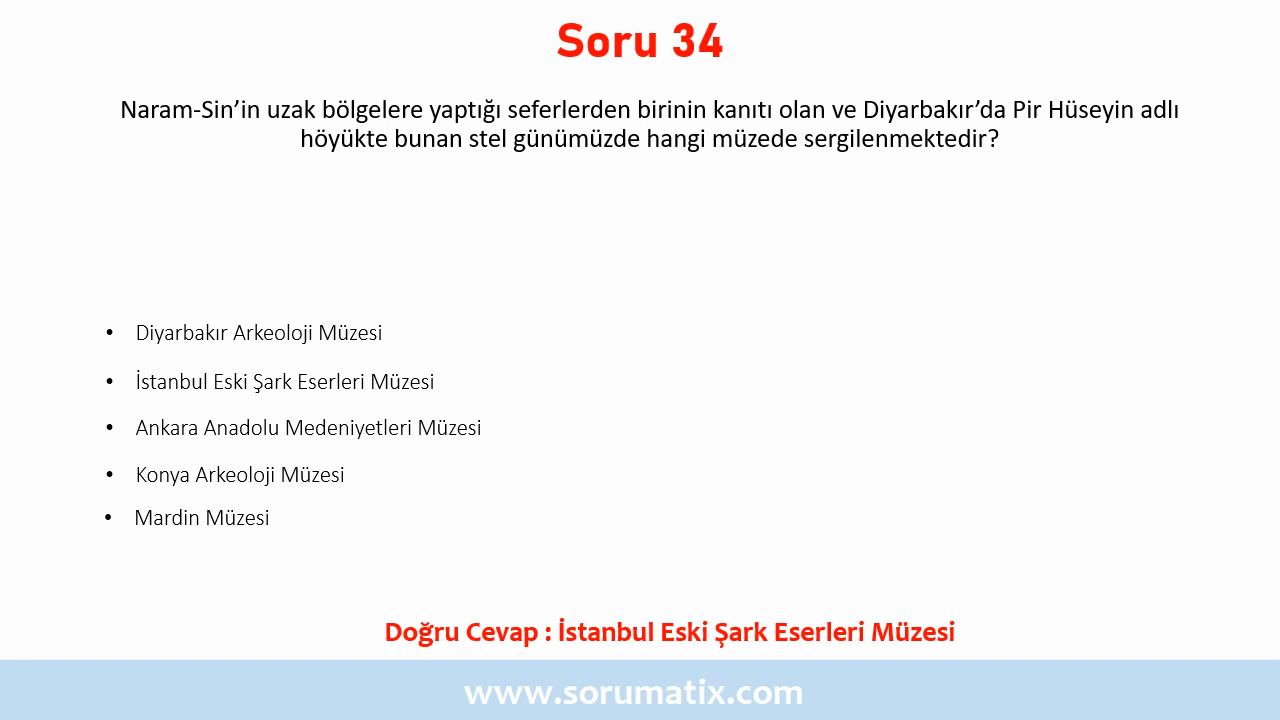 Soru 34
Naram-Sin’in uzak bölgelere yaptığı seferlerden birinin kanıtı olan ve Diyarbakır’da Pir Hüseyin adlı
höyükte bunan stel günümüzde hangi müzede sergilenmektedir?
• Diyarbakır Arkeoloji Müzesi
• İstanbul Eski Şark Eserleri Müzesi
• Ankara Anadolu Medeniyetleri Müzesi
• Konya Arkeoloji Müzesi
• Mardin Müzesi
Doğru Cevap : İstanbul Eski Şark Eserleri Müzesi
www.sorumatix.com